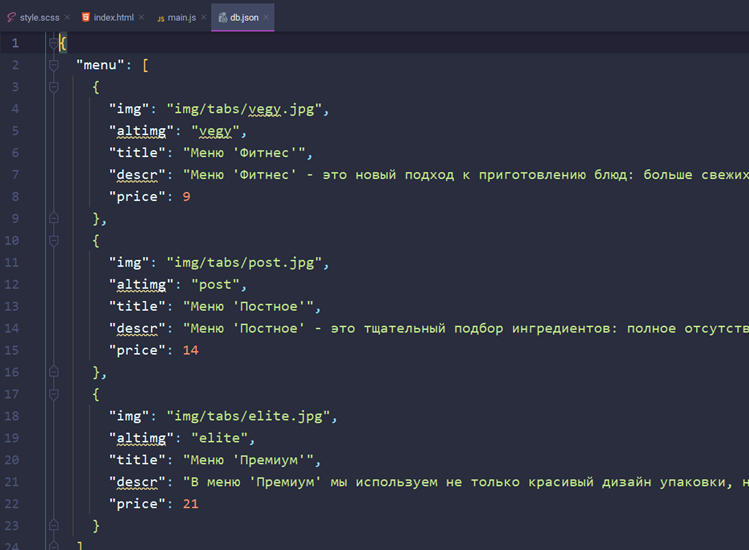 style.scss index.html main.js db.json
1 {
2 "menu": [
3 {
4 "img": "img/tabs/vegy.jpg",
5 "altimg": "vegy",
6 "title": "Меню 'Фитнес'",
7 "descr": "Меню 'Фитнес' - это новый подход к приготовлению блюд: больше свежих
8 "price": 9
9 },
10 {
11 "img": "img/tabs/post.jpg",
12 "altimg": "post",
13 "title": "Меню 'Постное'",
14 "descr": "Меню 'Постное' - это тщательный подбор ингредиентов: полное отсутств
15 "price": 14
16 },
17 {
18 "img": "img/tabs/elite.jpg",
19 "altimg": "elite",
20 "title": "Меню 'Премиум'",
21 "descr": "В меню 'Премиум' мы используем не только красивый дизайн упаковки, н
22 "price": 21
23 }
24 ]